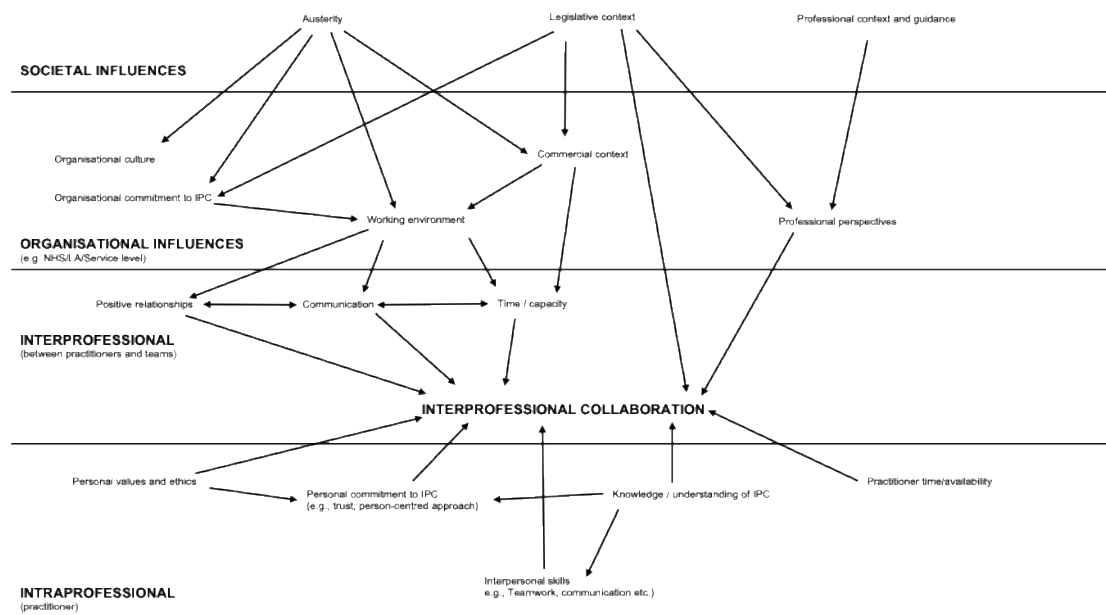 Austerity
Legislative context
Professional context and guidance
SOCIETAL INFLUENCES
Organisational culture
Commercial context
Organisational commitment to IPC
Working environment
Professional perspectives
ORGANISATIONAL INFLUENCES
(e.g. NHS/LA/Service level)
Positive relationships
Communication
Time / capacity
INTERPROFESSIONAL
(between practitioners and teams)
INTERPROFESSIONAL COLLABORATION
Personal values and ethics
Personal commitment to IPC
(e.g., trust, person-centred approach)
Knowledge / understanding of IPC
Practitioner time/availability
Interpersonal skills
e.g., Teamwork, communication etc.)
INTRAPROFESSIONAL
(practitioner)